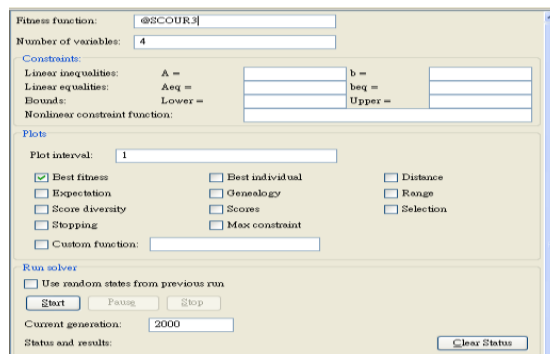 Fitness function: @SCOUR3
Number of variables: 4
Constraints:
Linear inequalities: A = b =
Linear equalities: Aeq = beq =
Bounds: Lower = Upper =
Nonlinear constraint function:
Plots
Plot interval: 1
Best fitness Best individual Distance
Expectation Genealogy Range
Score diversity Scores Selection
Stopping Max constraint
Custom function:
Run solver
Use random states from previous run
Start Pause Stop
Current generation: 2000
Status and results: Clear Status